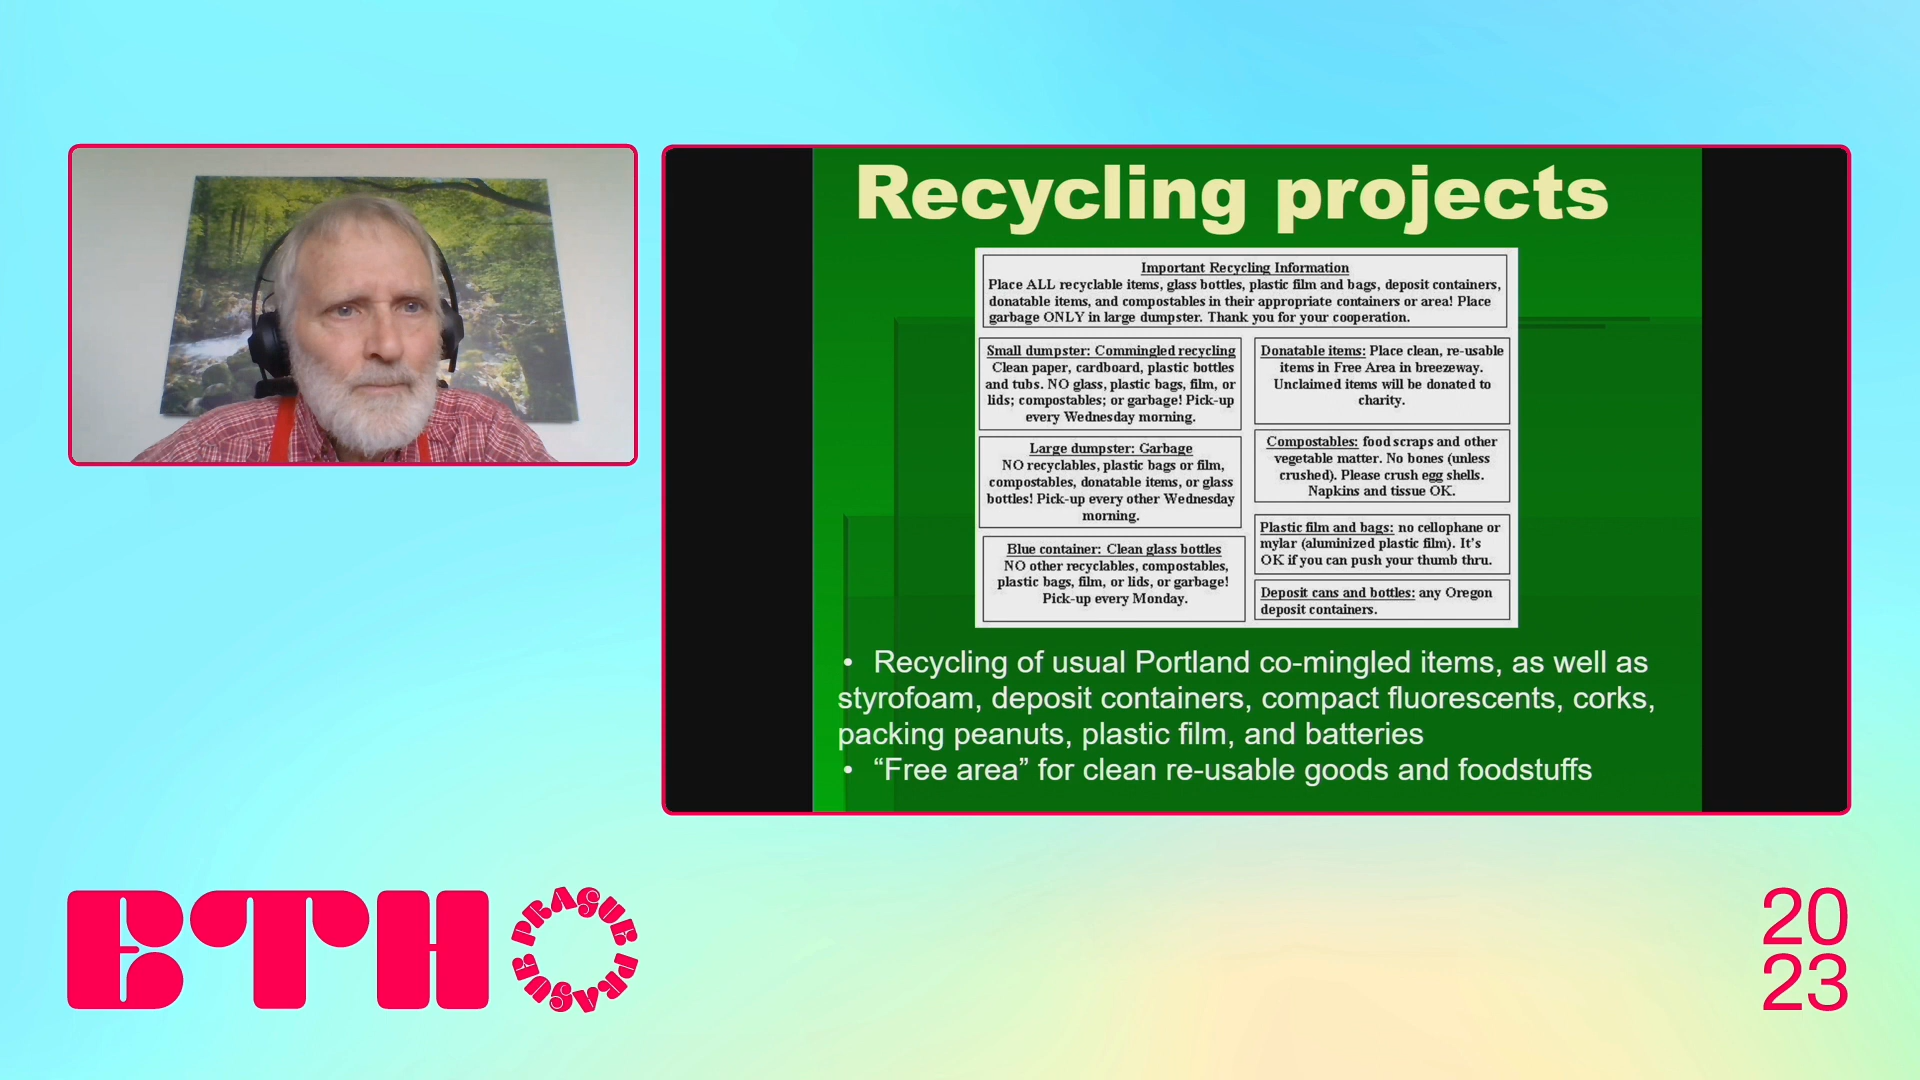 Recycling projects
Important Recycling Information
Place ALL recyclable items, glass bottles, plastic film and bags, deposit containers,
donatable items, and compostables in their appropriate containers or area! Place
garbage ONLY in large dumpster. Thank you for your cooperation.
Small dumpster: Commingled recycling
Clean paper, cardboard, plastic bottles
and tubs. NO glass, plastic bags, film, or
lids; compostables; or garbage! Pick-up
every Wednesday morning.
Large dumpster: Garbage
NO recyclables, plastic bags or film,
compostables, donatable items, or glass
bottles! Pick-up every other Wednesday
morning.
Blue container: Clean glass bottles
NO other recyclables, compostables,
plastic bags, film, or lids, or garbage!
Pick-up every Monday.
Donatable items: Place clean, re-usable
items in Free Area in breezeway.
Unclaimed items will be donated to
charity.
Compostables: food scraps and other
vegetable matter. No bones (unless
crushed). Please crush egg shells.
Napkins and tissue OK.
Plastic film and bags: no cellophane or
mylar (aluminized plastic film). It's
OK if you can push your thumb thru.
Deposit cans and bottles: any Oregon
deposit containers.
• Recycling of usual Portland co-mingled items, as well as
styrofoam, deposit containers, compact fluorescents, corks,
packing peanuts, plastic film, and batteries
• “Free area” for clean re-usable goods and foodstuffs
ETH
PRAGUE PRAGUE
20
23